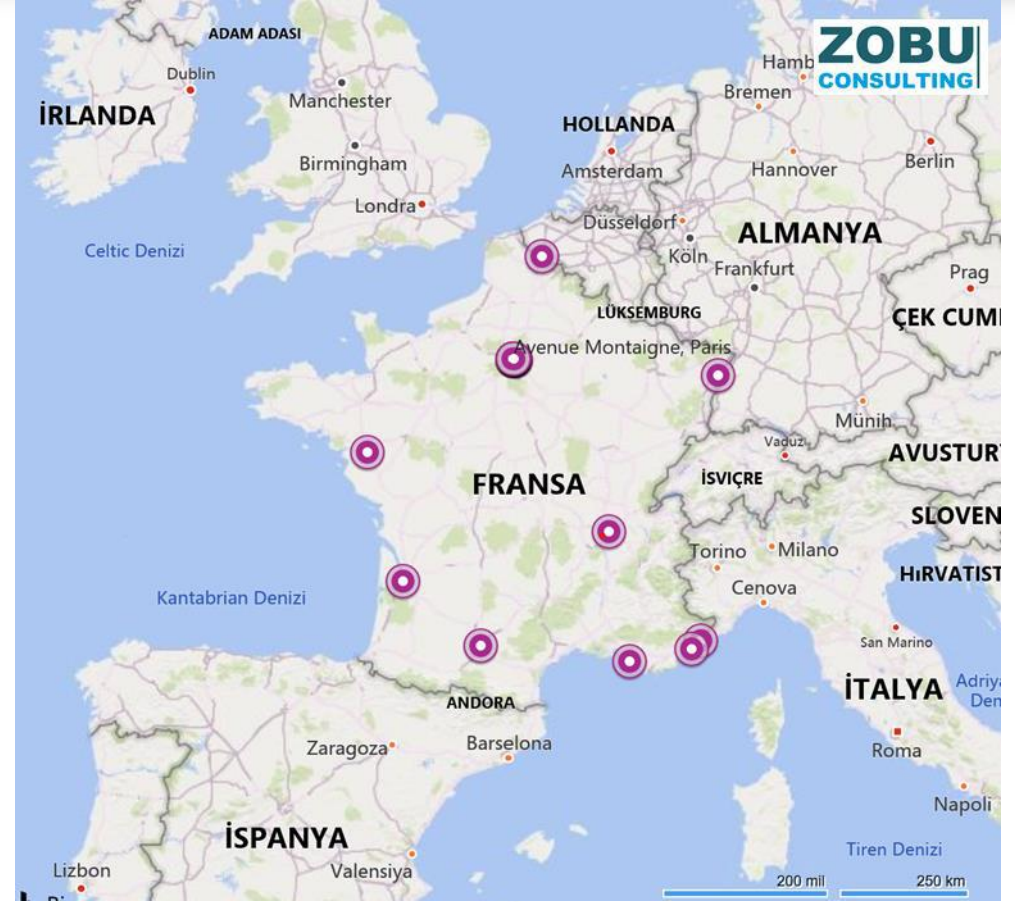 ADAM ADASI
ZOBU
CONSULTING
Hamb
Dublin
Bremen
Manchester
İRLANDA
HOLLANDA
Birmingham
Amsterdam
Hannover
Berlin
Londra
Düsseldorf
ALMANYA
Celtic Denizi
Köln
Frankfurt
Prag
LÜKSEMBURG
ÇEK CUM
Avenue Montaigne, Paris
Münih
Vaduz
AVUSTUR
FRANSA
İSVİÇRE
SLOVEN
Torino
Milano
HıRVATIST
Kantabrian Denizi
Cenova
San Marino
İTALYA
Adriya
Den
ANDORA
Zaragoza
Barselona
Roma
Napoli
İSPANYA
Tiren Denizi
Lizbon
Valensiya
200 mil
250 km